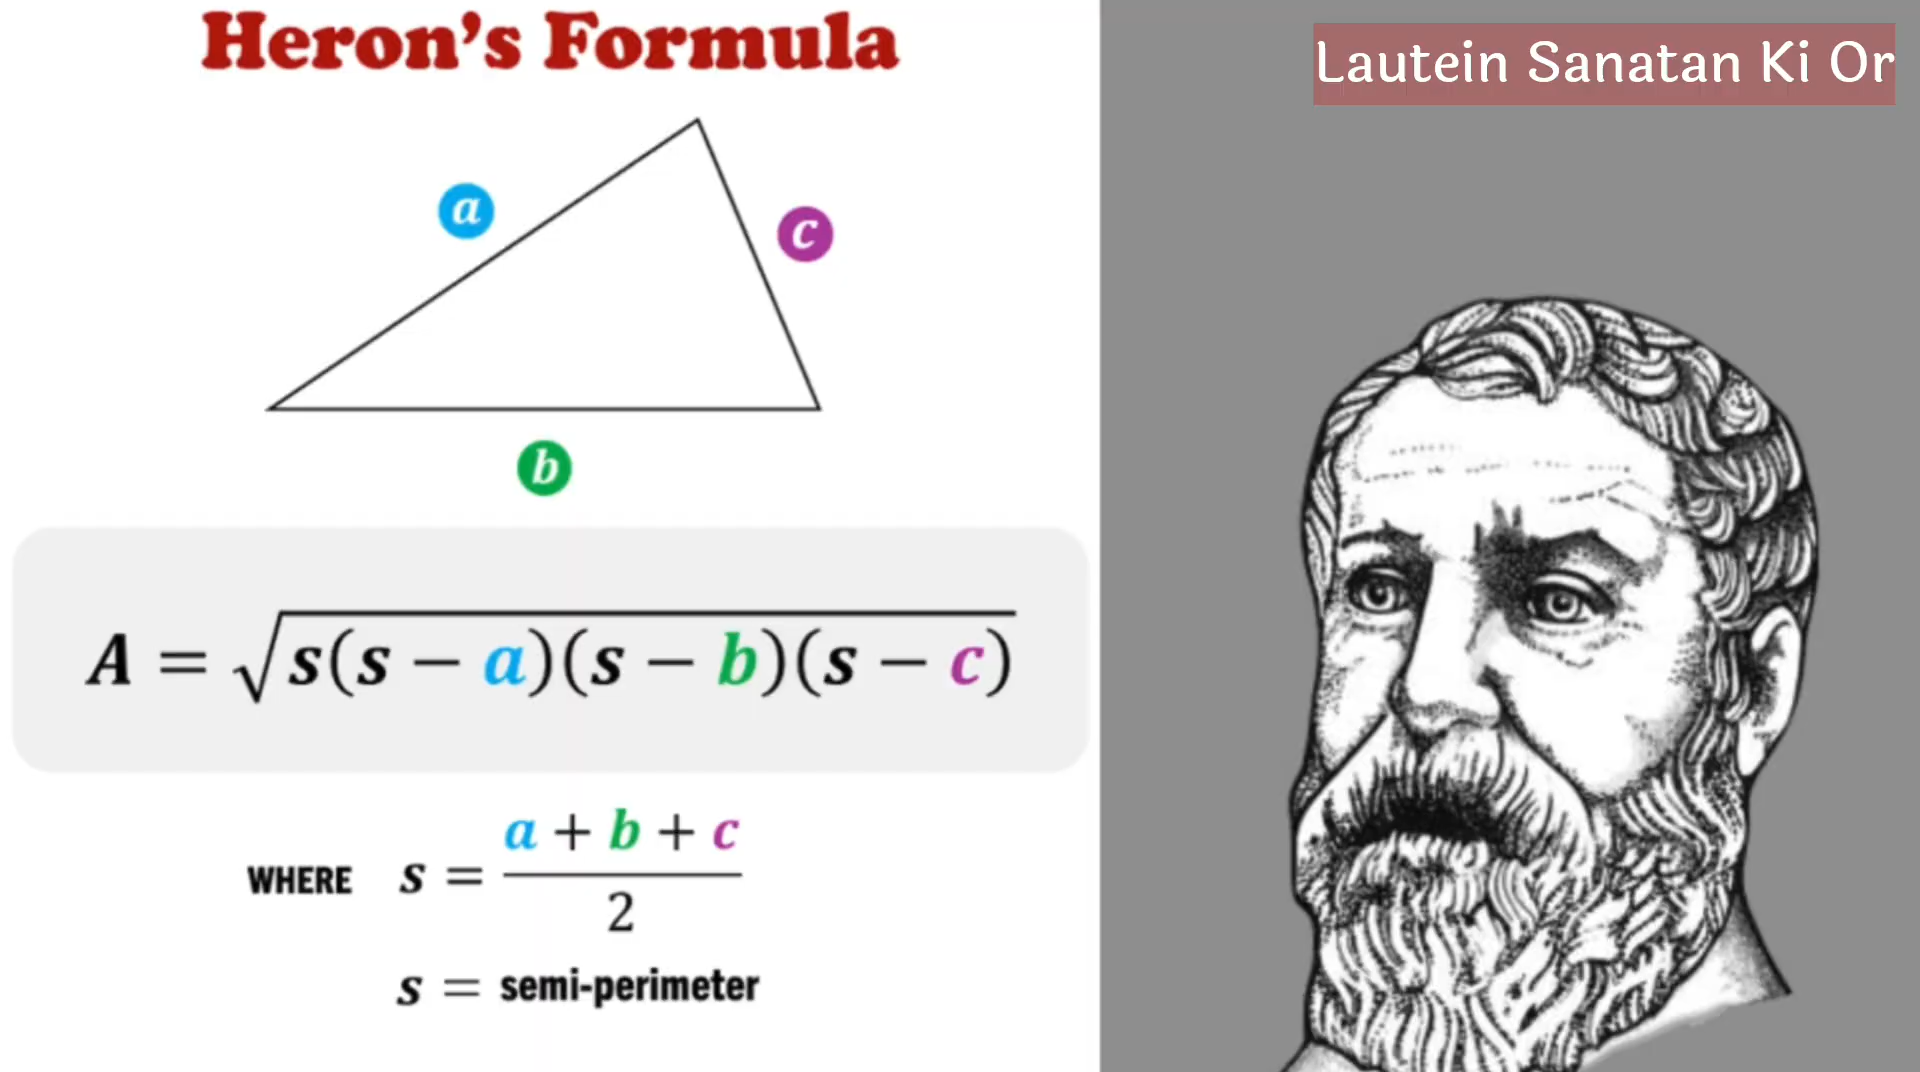 Heron's Formula
Lautein Sanatan Ki Or
a
c
b
A = √s(s − a)(s − b)(s − c)
WHERE s = a + b + c / 2
s = semi-perimeter